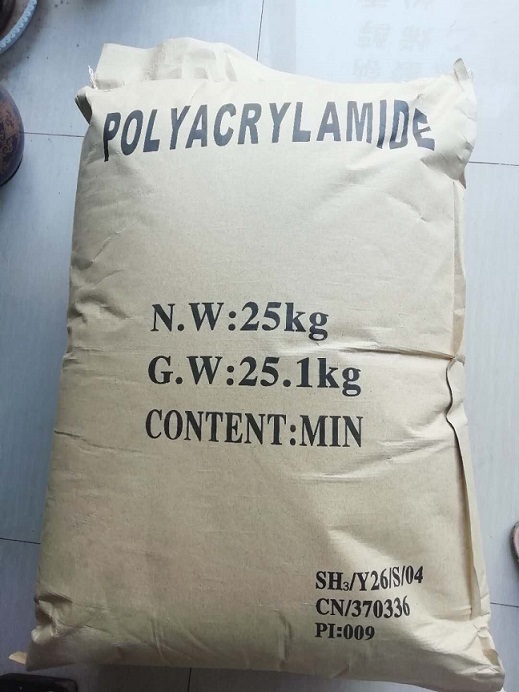 POLYACRYLAMIDE
N.W:25kg
G.W:25.1kg
CONTENT:MIN
SH₃/Y26/S/04
CN/370336
PI:009